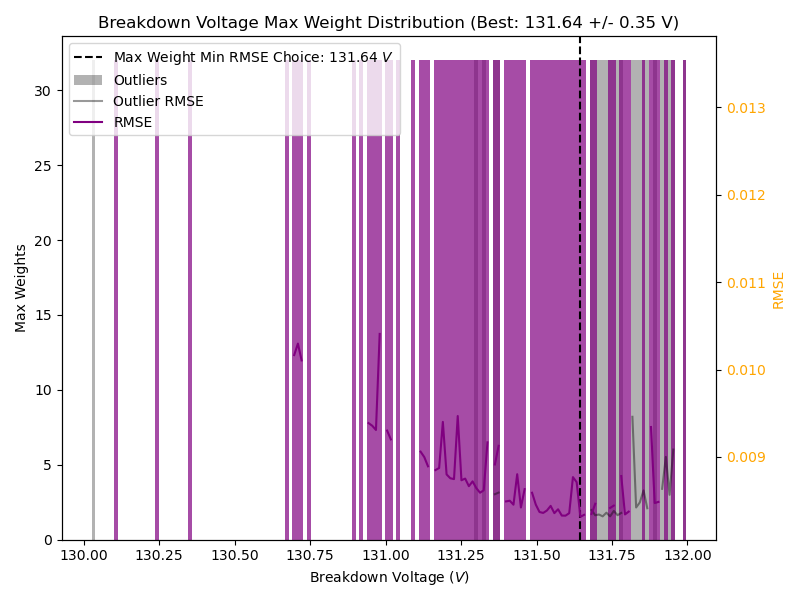 Breakdown Voltage Max Weight Distribution (Best: 131.64 +/- 0.35 V)
Max Weight Min RMSE Choice: 131.64 V
Outliers
Outlier RMSE
RMSE
30
25
20
15
10
5
0
Max Weights
0.013
0.012
0.011
0.010
0.009
RMSE
130.00 130.25 130.50 130.75 131.00 131.25 131.50 131.75 132.00
Breakdown Voltage (V)